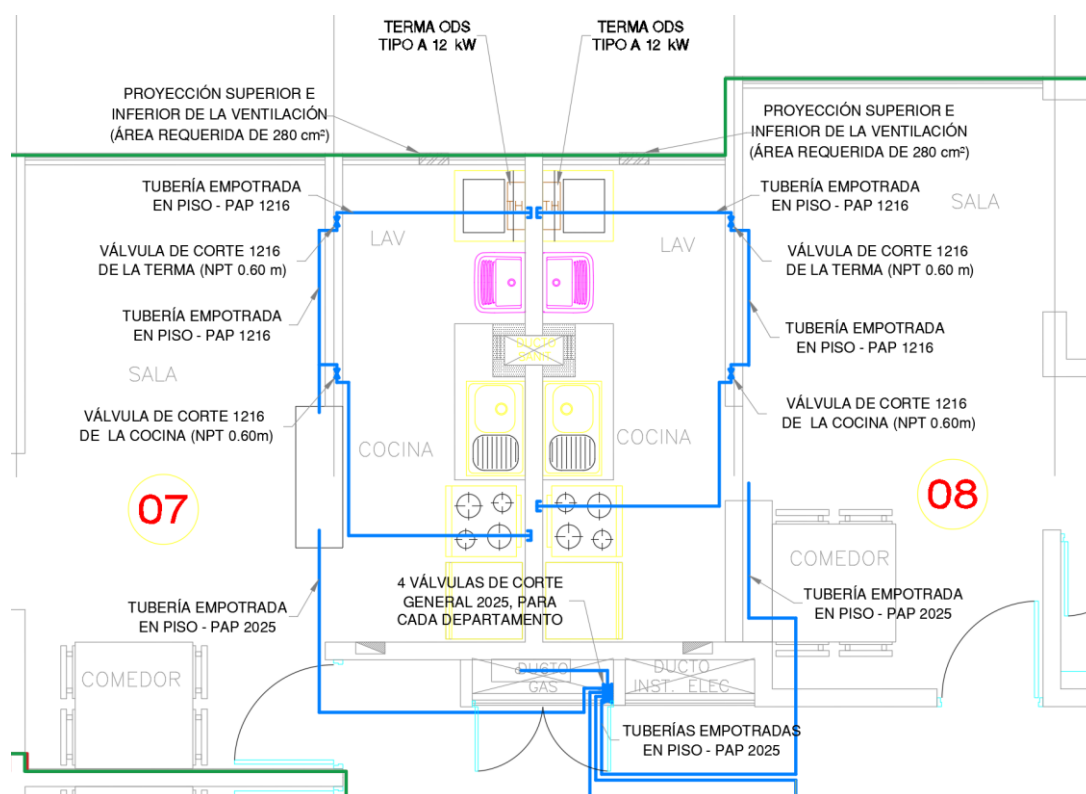 TERMA ODS
TIPO A 12 kW
TERMA ODS
TIPO A 12 kW
PROYECCIÓN SUPERIOR E
INFERIOR DE LA VENTILACIÓN
(ÁREA REQUERIDA DE 280 cm²)
PROYECCIÓN SUPERIOR E
INFERIOR DE LA VENTILACIÓN
(ÁREA REQUERIDA DE 280 cm²)
TUBERÍA EMPOTRADA
EN PISO - PAP 1216
TUBERÍA EMPOTRADA
EN PISO - PAP 1216
SALA
LAV
LAV
VÁLVULA DE CORTE 1216
DE LA TERMA (NPT 0.60 m)
VÁLVULA DE CORTE 1216
DE LA TERMA (NPT 0.60 m)
TUBERÍA EMPOTRADA
EN PISO - PAP 1216
TUBERÍA EMPOTRADA
EN PISO - PAP 1216
DUCTO
SALA
VÁLVULA DE CORTE 1216
DE LA COCINA (NPT 0.60m)
VÁLVULA DE CORTE 1216
DE LA COCINA (NPT 0.60m)
COCINA
COCINA
07
08
COMEDOR
4 VÁLVULAS DE CORTE
GENERAL 2025, PARA
CADA DEPARTAMENTO
TUBERÍA EMPOTRADA
EN PISO - PAP 2025
TUBERÍA EMPOTRADA
EN PISO - PAP 2025
COMEDOR
DUCTO
GAS
DUCTO
INST. ELEC
TUBERÍAS EMPOTRADAS
EN PISO - PAP 2025